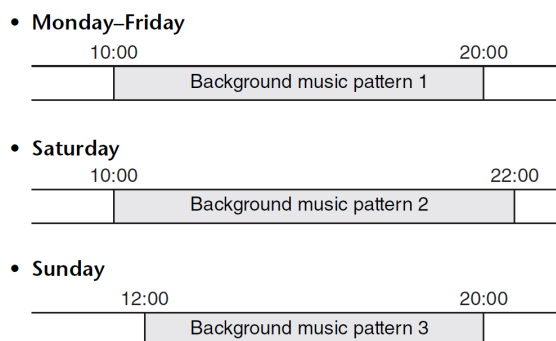 • Monday–Friday
10:00 20:00
Background music pattern 1
• Saturday
10:00 22:00
Background music pattern 2
• Sunday
12:00 20:00
Background music pattern 3